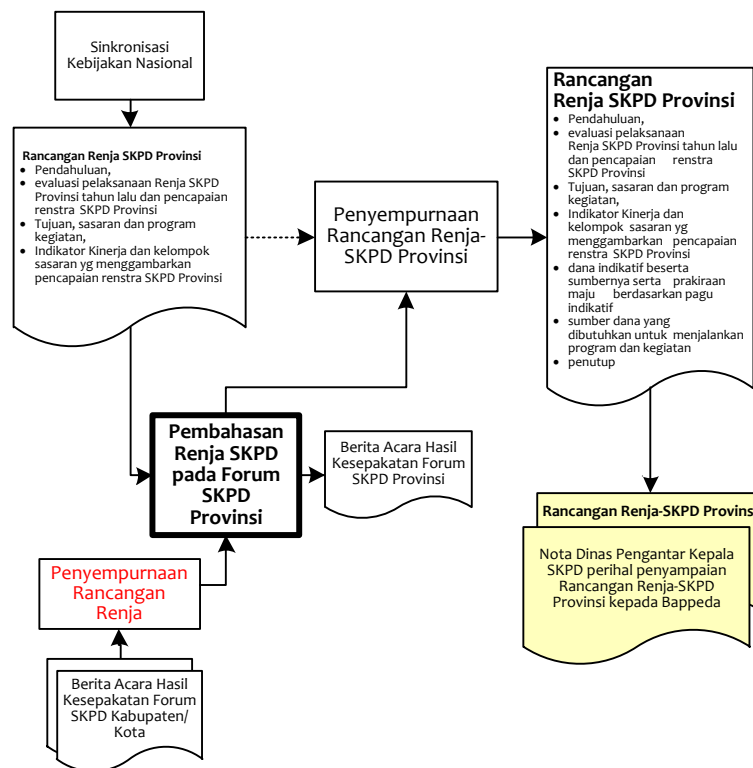 Sinkronisasi
Kebijakan Nasional
Rancangan Renja SKPD Provinsi
• Pendahuluan,
• evaluasi pelaksanaan Renja SKPD
Provinsi tahun lalu dan pencapaian
renstra SKPD Provinsi
• Tujuan, sasaran dan program
kegiatan,
• Indikator Kinerja dan kelompok
sasaran yg menggambarkan
pencapaian renstra SKPD Provinsi
Penyempurnaan
Rancangan Renja-
SKPD Provinsi
Rancangan
Renja SKPD Provinsi
• Pendahuluan,
• evaluasi pelaksanaan
Renja SKPD Provinsi tahun lalu
dan pencapaian renstra
SKPD Provinsi
• Tujuan, sasaran dan program
kegiatan,
• Indikator Kinerja dan
kelompok sasaran yg
menggambarkan pencapaian
renstra SKPD Provinsi
• dana indikatif beserta
sumbernya serta prakiraan
maju berdasarkan pagu
indikatif
• sumber dana yang
dibutuhkan untuk menjalankan
program dan kegiatan
• penutup
Pembahasan
Renja SKPD
pada Forum
SKPD
Provinsi
Berita Acara Hasil
Kesepakatan Forum
SKPD Provinsi
Penyempurnaan
Rancangan
Renja
Berita Acara Hasil
Kesepakatan Forum
SKPD Kabupaten/
Kota
Rancangan Renja-SKPD Provins
Nota Dinas Pengantar Kepala
SKPD perihal penyampaian
Rancangan Renja-SKPD
Provinsi kepada Bappeda